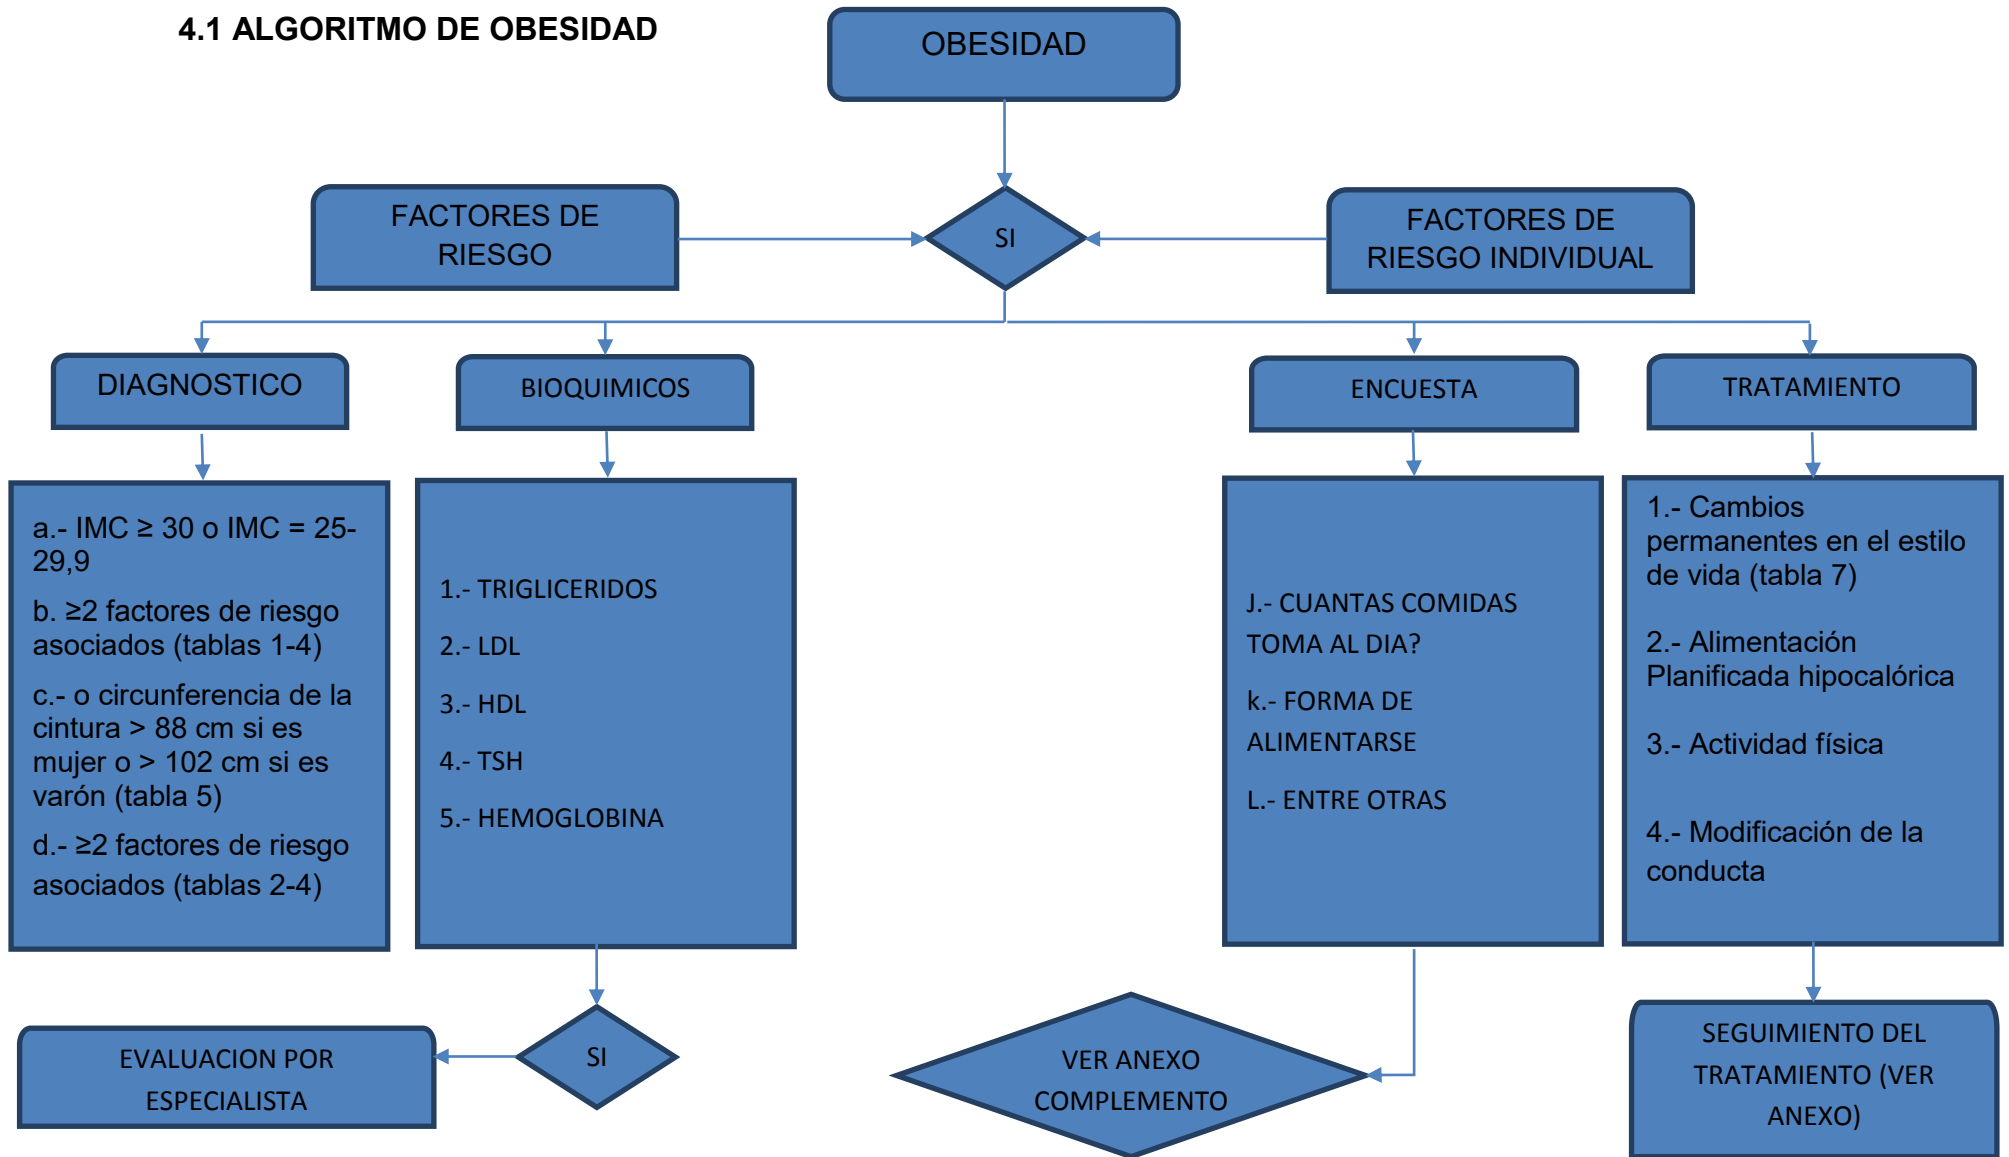 4.1 ALGORITMO DE OBESIDAD
OBESIDAD
FACTORES DE
RIESGO
SI
FACTORES DE
RIESGO INDIVIDUAL
DIAGNOSTICO
BIOQUIMICOS
ENCUESTA
TRATAMIENTO
a.- IMC ≥ 30 o IMC = 25-
29,9
b. ≥2 factores de riesgo
asociados (tablas 1-4)
c.- o circunferencia de la
cintura > 88 cm si es
mujer o > 102 cm si es
varón (tabla 5)
d.- ≥2 factores de riesgo
asociados (tablas 2-4)
1.- TRIGLICERIDOS
2.- LDL
3.- HDL
4.- TSH
5.- HEMOGLOBINA
J.- CUANTAS COMIDAS
TOMA AL DIA?
k.- FORMA DE
ALIMENTARSE
L.- ENTRE OTRAS
1.- Cambios
permanentes en el estilo
de vida (tabla 7)
2.- Alimentación
Planificada hipocalórica
3.- Actividad física
4.- Modificación de la
conducta
EVALUACION POR
ESPECIALISTA
SI
VER ANEXO
COMPLEMENTO
SEGUIMIENTO DEL
TRATAMIENTO (VER
ANEXO)